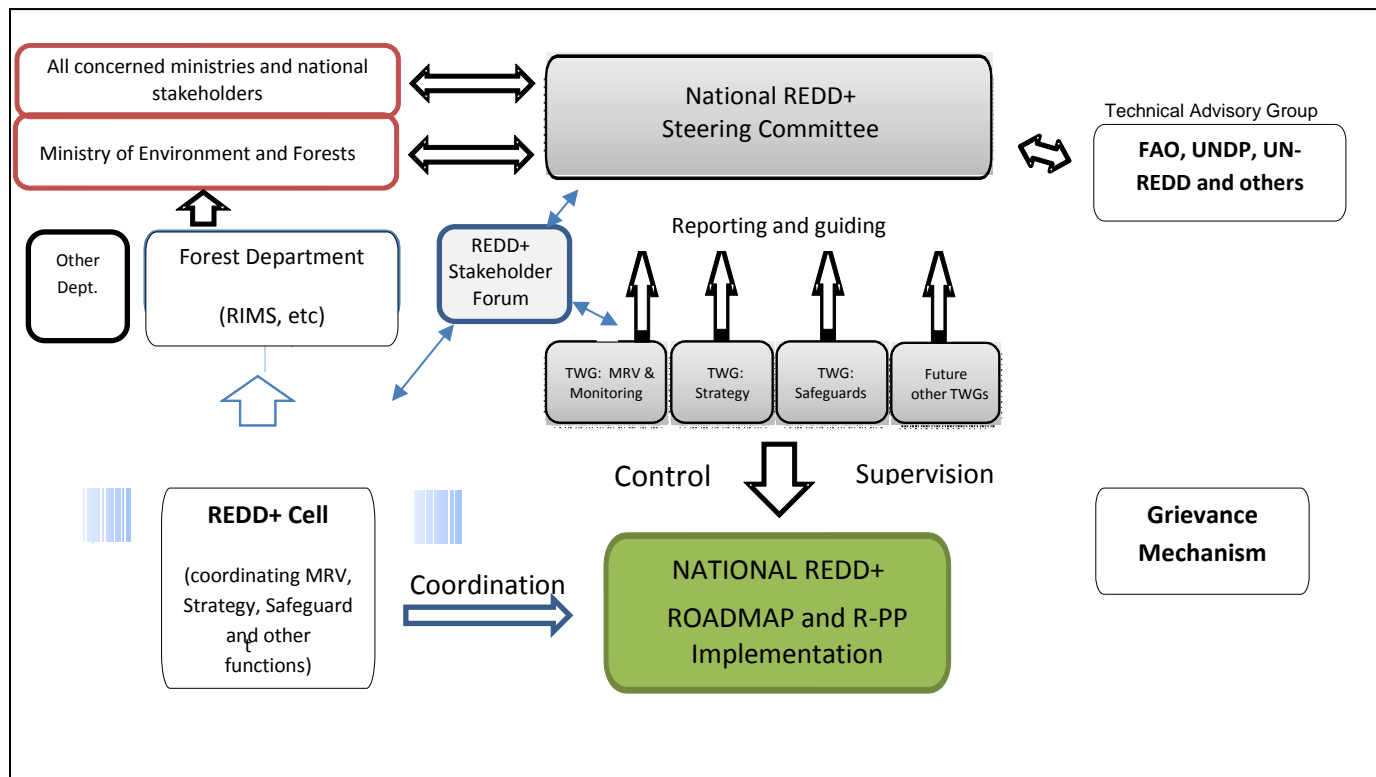 All concerned ministries and national
stakeholders
Ministry of Environment and Forests
National REDD+
Steering Committee
Technical Advisory Group
FAO, UNDP, UN-
REDD and others
Other
Dept.
Forest Department
(RIMS, etc)
REDD+
Stakeholder
Forum
Reporting and guiding
TWG: MRV &
Monitoring
TWG:
Strategy
TWG:
Safeguards
Future
other TWGs
Control
Supervision
REDD+ Cell
(coordinating MRV,
Strategy, Safeguard
and other
t
functions)
Coordination
NATIONAL REDD+
ROADMAP and R-PP
Implementation
Grievance
Mechanism